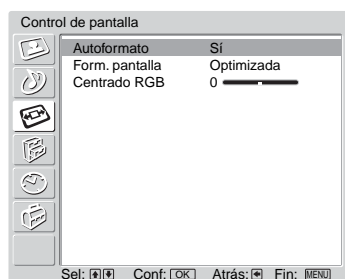 Control de pantalla
Autoformato Sí
Form. pantalla Optimizada
Centrado RGB 0
Sel: Conf: OK Atrás: Fin: MENU